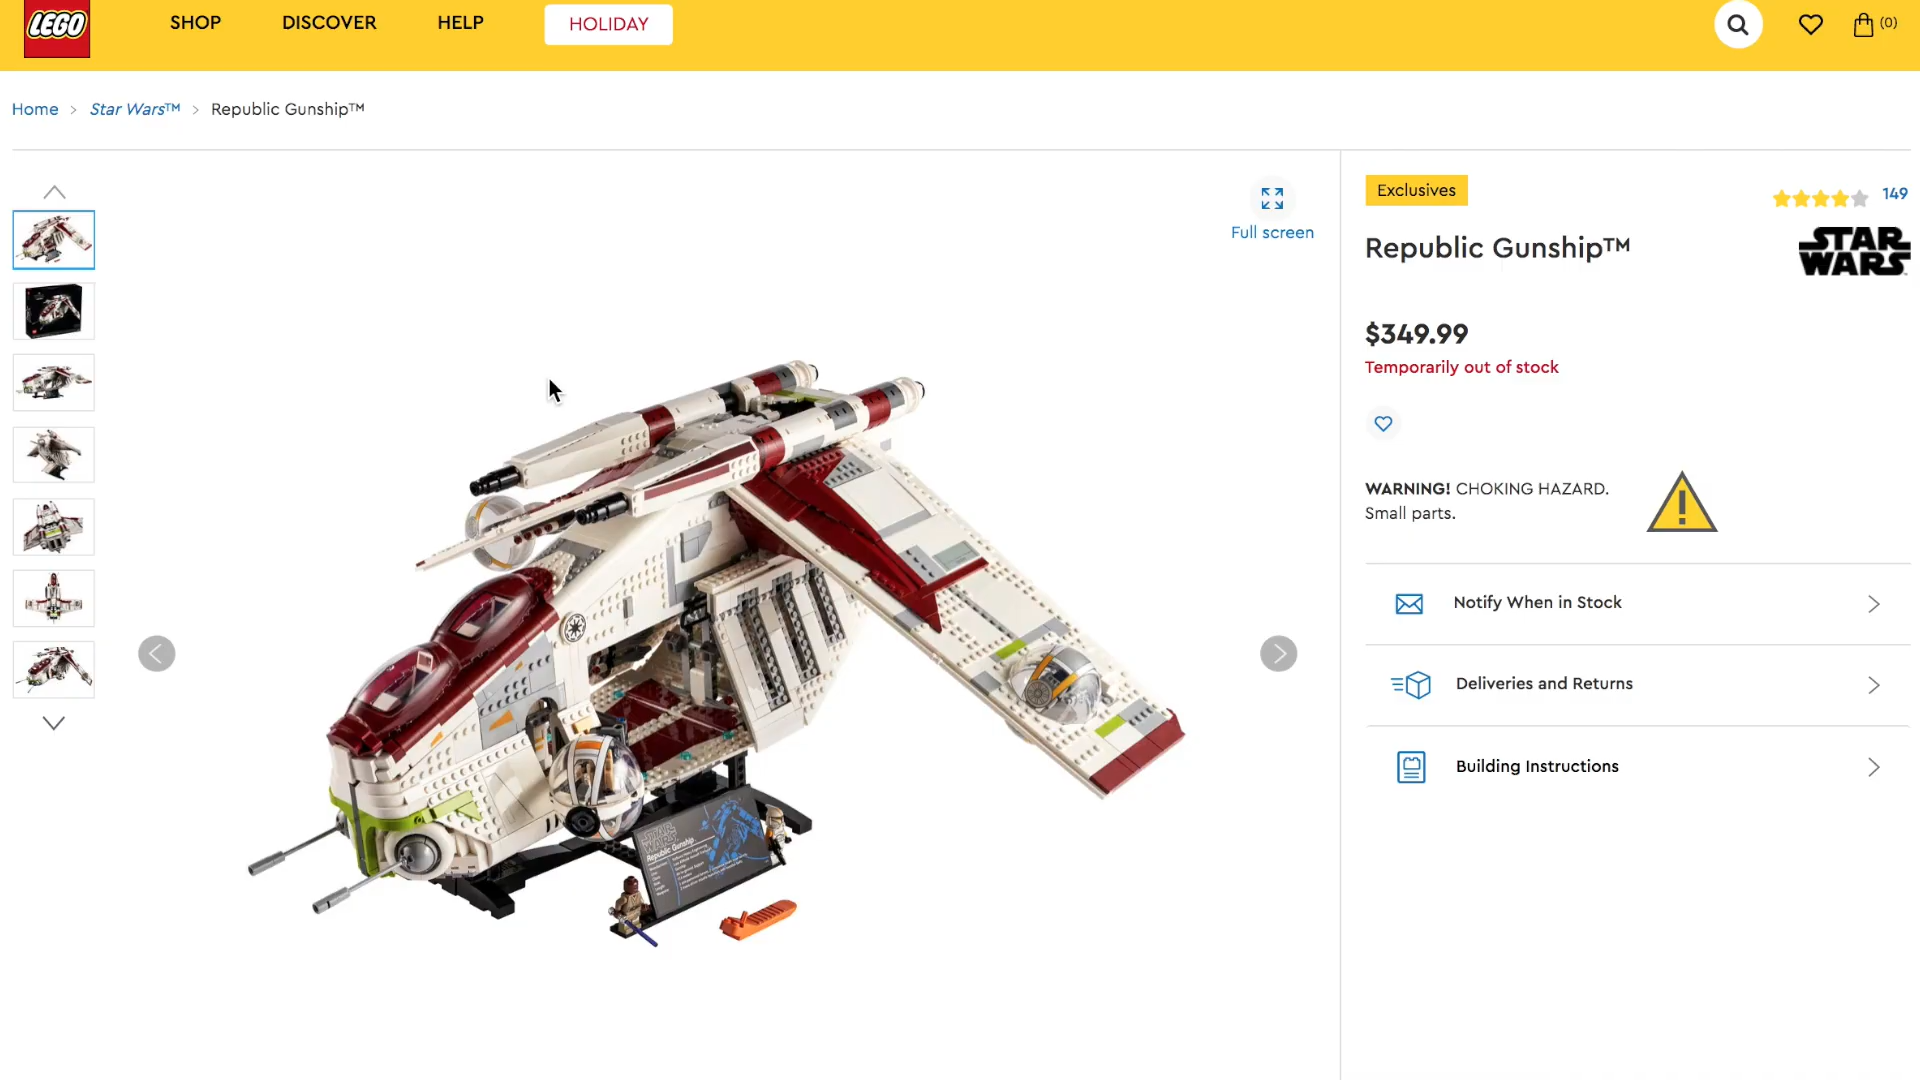 LEGO
SHOP
DISCOVER
HELP
HOLIDAY
(0)
Home > Star Wars™ > Republic Gunship™
Full screen
Exclusives
149
Republic Gunship™
STAR
WARS
$349.99
Temporarily out of stock
WARNING! CHOKING HAZARD.
Small parts.
Notify When in Stock
Deliveries and Returns
Building Instructions
STAR
WARS
Republic Gunship